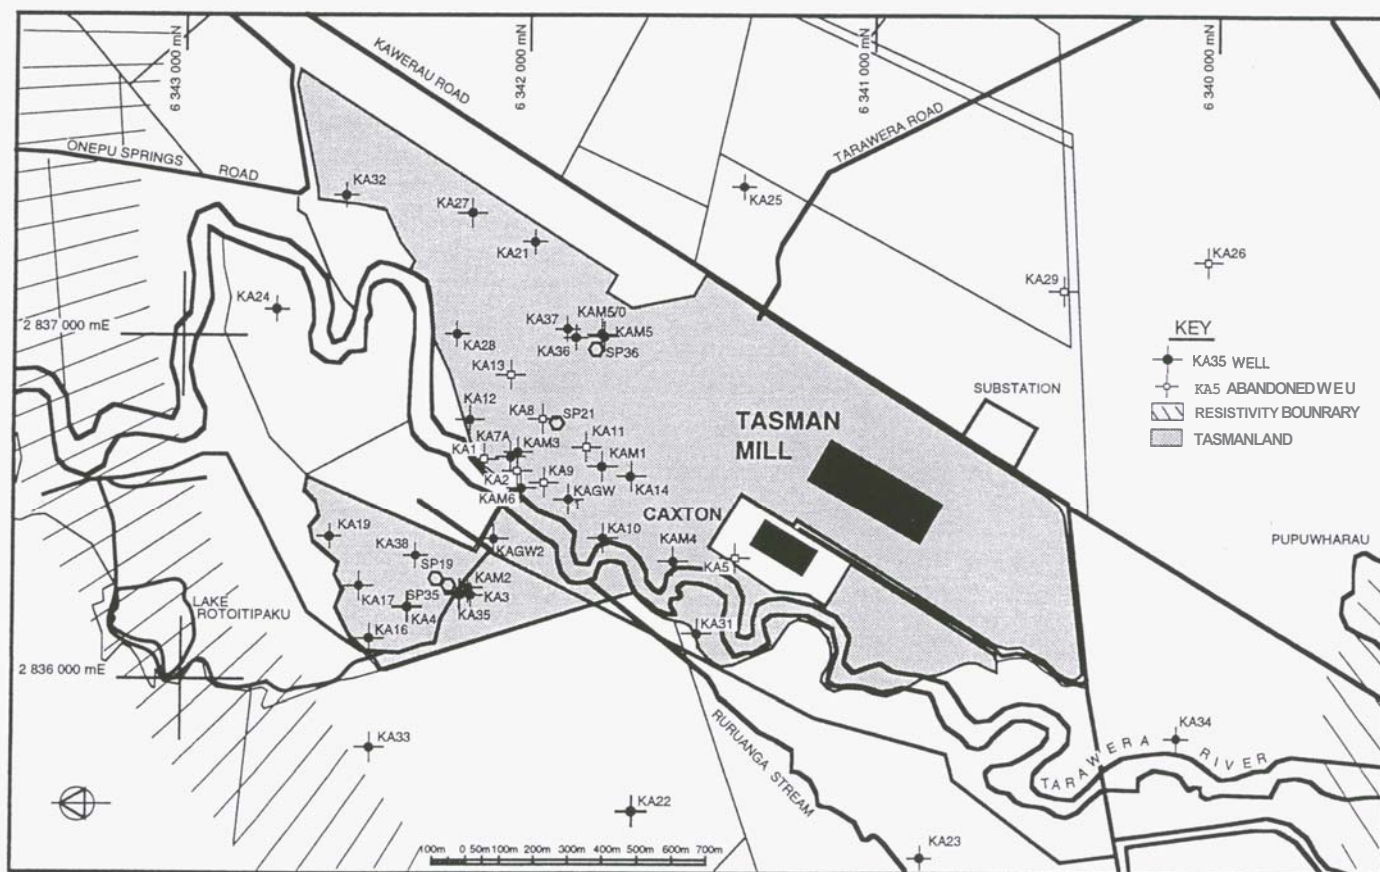 6 343 000 mN
6 342 000 mN
6 341 000 mN
6 340 000 mN
KAWERAU ROAD
TARAWERA ROAD
ONEPU SPRINGS
ROAD
KA32
KA27
KA25
KA21
KA26
KA29
KA24
2 837 000 mE
KA37
KAM5/0
KAM5
KA28
KA36
SP36
KEY
KA35 WELL
KA13
KA5 ABANDONED WE U
SUBSTATION
RESISTIVITY BOUNRARY
TASMANLAND
KA12
KA8
SP21
TASMAN
MILL
KA7A
KAM3
KA11
KA1
KAM1
KA2
KA9
KA14
KAM6
KAGW
CAXTON
KA19
KA10
KA38
KAGW2
KAM4
PUPUWHARAU
SP19
KA5
KAM2
LAKE
ROTOITIPAKU
KA17
SP35
KA3
KA4
KA35
KA16
KA31
2 836 000 mE
RURUANGA STREAM
KA33
KA34
TARAWERA RIVER
KA22
KA23
100m 0 50m 100m 200m 300m 400m 500m 600m 700m